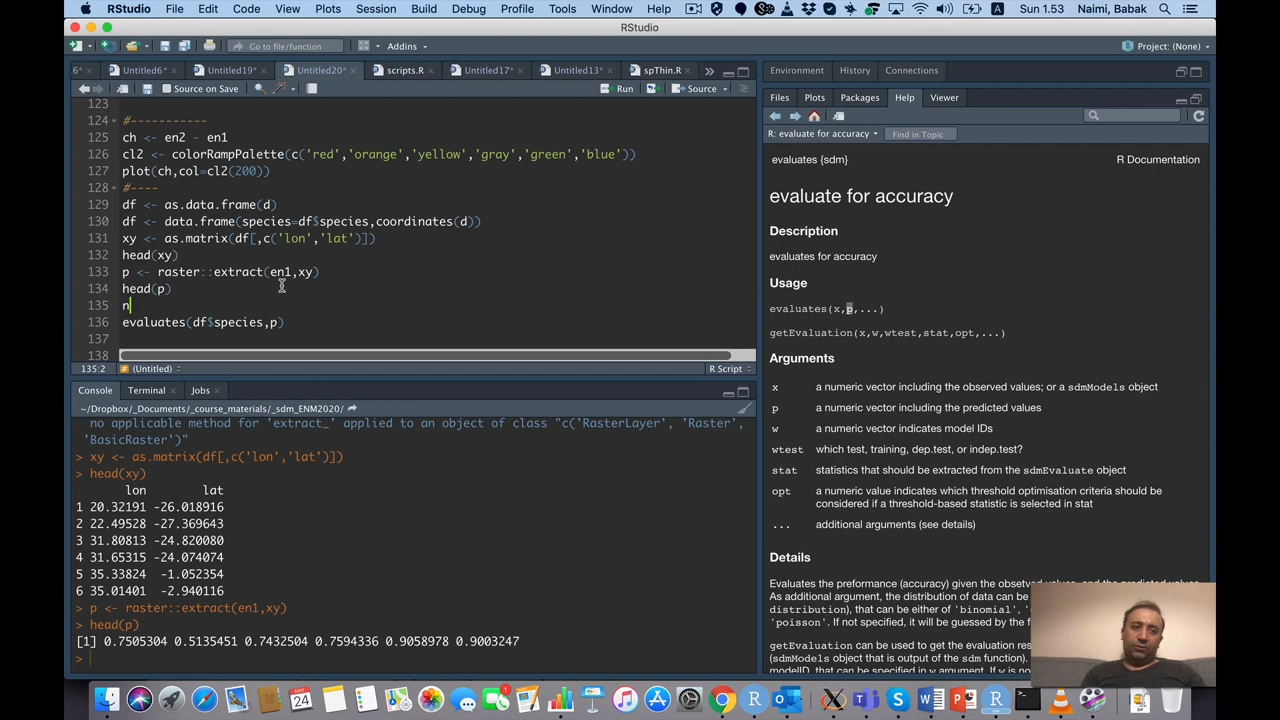 RStudio File Edit Code View Plots Session Build Debug Profile Tools Window Help Sun 1.53 Naimi, Babak
RStudio
Go to file/function Addins Project: (None)
6* Untitled6* Untitled19* Untitled20* scripts.R Untitled17* Untitled13* spThin.R
Source on Save Run Source
123
124 #-----------
125 ch <- en2 - en1
126 cl2 <- colorRampPalette(c('red','orange','yellow','gray','green','blue'))
127 plot(ch,col=cl2(200))
128 #----
129 df <- as.data.frame(d)
130 df <- data.frame(species=df$species,coordinates(d))
131 xy <- as.matrix(df[,c('lon','lat')])
132 head(xy)
133 p <- raster::extract(en1,xy)
134 head(p)
135 n
136 evaluates(df$species,p)
137
138
135:2 (Untitled) R Script
Console Terminal Jobs
~/Dropbox/_Documents/_course_materials/_sdm_ENM2020/
no applicable method for 'extract_' applied to an object of class "c('RasterLayer', 'Raster',
'BasicRaster')"
> xy <- as.matrix(df[,c('lon','lat')])
> head(xy)
lon lat
1 20.32191 -26.018916
2 22.49528 -27.369643
3 31.80813 -24.820080
4 31.65315 -24.074074
5 35.33824 -1.052354
6 35.01401 -2.940116
> p <- raster::extract(en1,xy)
> head(p)
[1] 0.7505304 0.5135451 0.7432504 0.7594336 0.9058978 0.9003247
>
Environment History Connections
Files Plots Packages Help Viewer
R: evaluate for accuracy Find in Topic
evaluates {sdm} R Documentation
evaluate for accuracy
Description
evaluates for accuracy
Usage
evaluates(x,p,...)
getEvaluation(x,w,wtest,stat,opt,...)
Arguments
x a numeric vector including the observed values; or a sdmModels object
p a numeric vector including the predicted values
w a numeric vector indicates model IDs
wtest which test, training, dep.test, or indep.test?
stat statistics that should be extracted from the sdmEvaluate object
opt a numeric value indicates which threshold optimisation criteria should be
considered if a threshold-based statistic is selected in stat
... additional arguments (see details)
Details
Evaluates the preformance (accuracy) given the obsetved values, and the predicted values.
As additional argument, the distribution of data can be
distribution), that can be either of 'binomial',
'poisson'. If not specified, it will be guessed by the f
getEvaluation can be used to get the evaluation res
(sdmModels object that is output of the sdm function).
modelID, that can be specified in w argument. If w is no
MAY
24
1